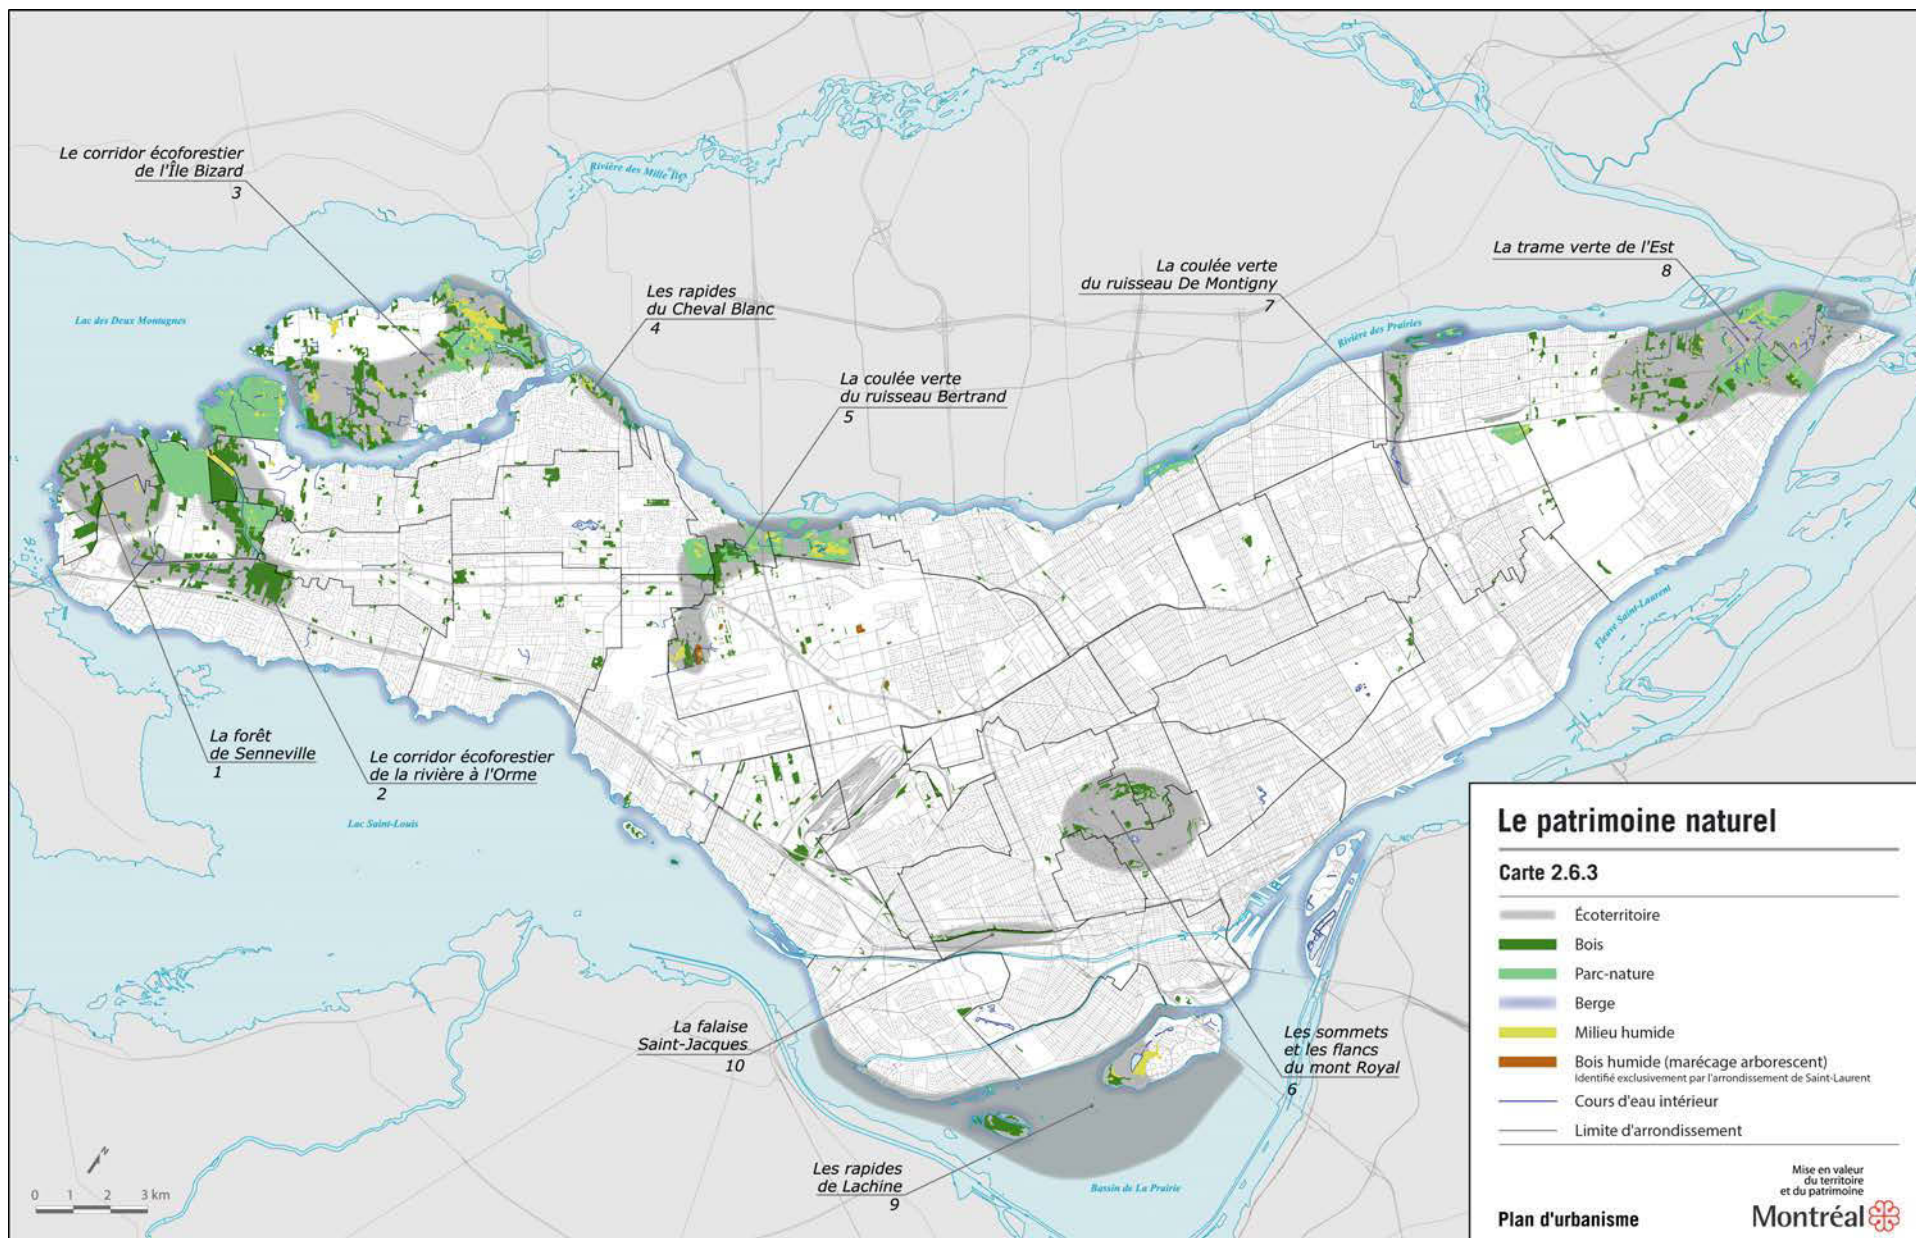 Le corridor écoforestier
de l'Île Bizard
3
Rivière des Mille Îles
La trame verte de l'Est
8
La coulée verte
du ruisseau De Montigny
7
Les rapides
du Cheval Blanc
4
Lac des Deux Montagnes
Rivière des Prairies
La coulée verte
du ruisseau Bertrand
5
Fleuve Saint-Laurent
La forêt
de Senneville
1
Le corridor écoforestier
de la rivière à l'Orme
2
Lac Saint-Louis
La falaise
Saint-Jacques
10
Les sommets
et les flancs
du mont Royal
6
Les rapides
de Lachine
9
Bassin de La Prairie
N
0 1 2 3 km
Le patrimoine naturel
Carte 2.6.3
Écoterritoire
Bois
Parc-nature
Berge
Milieu humide
Bois humide (marécage arborescent)
Identifié exclusivement par l'arrondissement de Saint-Laurent
Cours d'eau intérieur
Limite d'arrondissement
Mise en valeur
du territoire
et du patrimoine
Plan d'urbanisme
Montréal